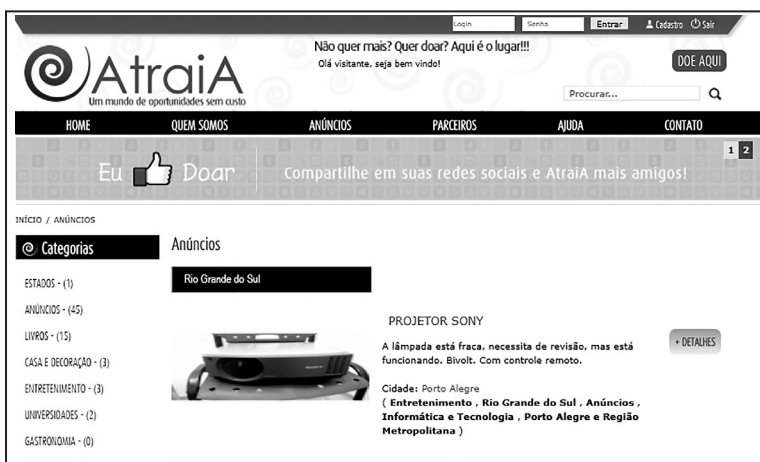 Login Senha Entrar Cadastro Sair
Não quer mais? Quer doar? Aqui é o lugar!!!
Olá visitante, seja bem vindo!
DOE AQUI
AtraiA
Um mundo de oportunidades sem custo
Procurar...
HOME QUEM SOMOS ANÚNCIOS PARCEIROS AJUDA CONTATO
1 2
Eu Doar Compartilhe em suas redes sociais e AtraiA mais amigos!
INÍCIO / ANÚNCIOS
Categorias
ESTADOS - (1)
ANÚNCIOS - (45)
LIVROS - (15)
CASA E DECORAÇÃO - (3)
ENTRETENIMENTO - (3)
UNIVERSIDADES - (2)
GASTRONOMIA - (0)
Anúncios
Rio Grande do Sul
PROJETOR SONY
A lâmpada está fraca, necessita de revisão, mas está
funcionando. Bivolt. Com controle remoto.
+ DETALHES
Cidade: Porto Alegre
( Entretenimento , Rio Grande do Sul , Anúncios ,
Informática e Tecnologia , Porto Alegre e Região
Metropolitana )